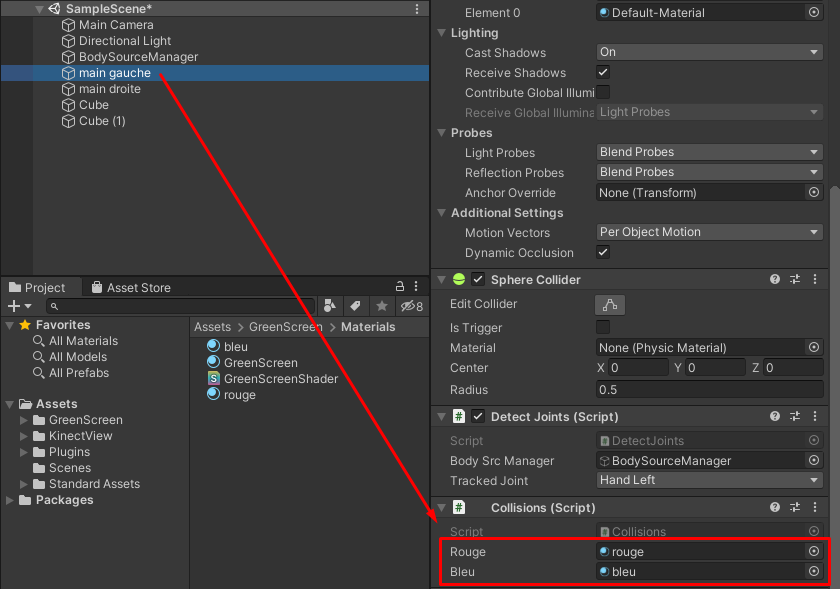 SampleScene*
Main Camera
Directional Light
BodySourceManager
main gauche
main droite
Cube
Cube (1)
Project
Asset Store
8
Favorites
All Materials
All Models
All Prefabs
Assets
GreenScreen
KinectView
Plugins
Scenes
Standard Assets
Packages
Assets > GreenScreen > Materials
bleu
GreenScreen
GreenScreenShader
rouge
Element 0 Default-Material
Lighting
Cast Shadows On
Receive Shadows
Contribute Global Illumi
Receive Global Illumina Light Probes
Probes
Light Probes Blend Probes
Reflection Probes Blend Probes
Anchor Override None (Transform)
Additional Settings
Motion Vectors Per Object Motion
Dynamic Occlusion
Sphere Collider
Edit Collider
Is Trigger
Material None (Physic Material)
Center X 0 Y 0 Z 0
Radius 0.5
# Detect Joints (Script)
Script # DetectJoints
Body Src Manager BodySourceManager
Tracked Joint Hand Left
# Collisions (Script)
Script # Collisions
Rouge rouge
Bleu bleu